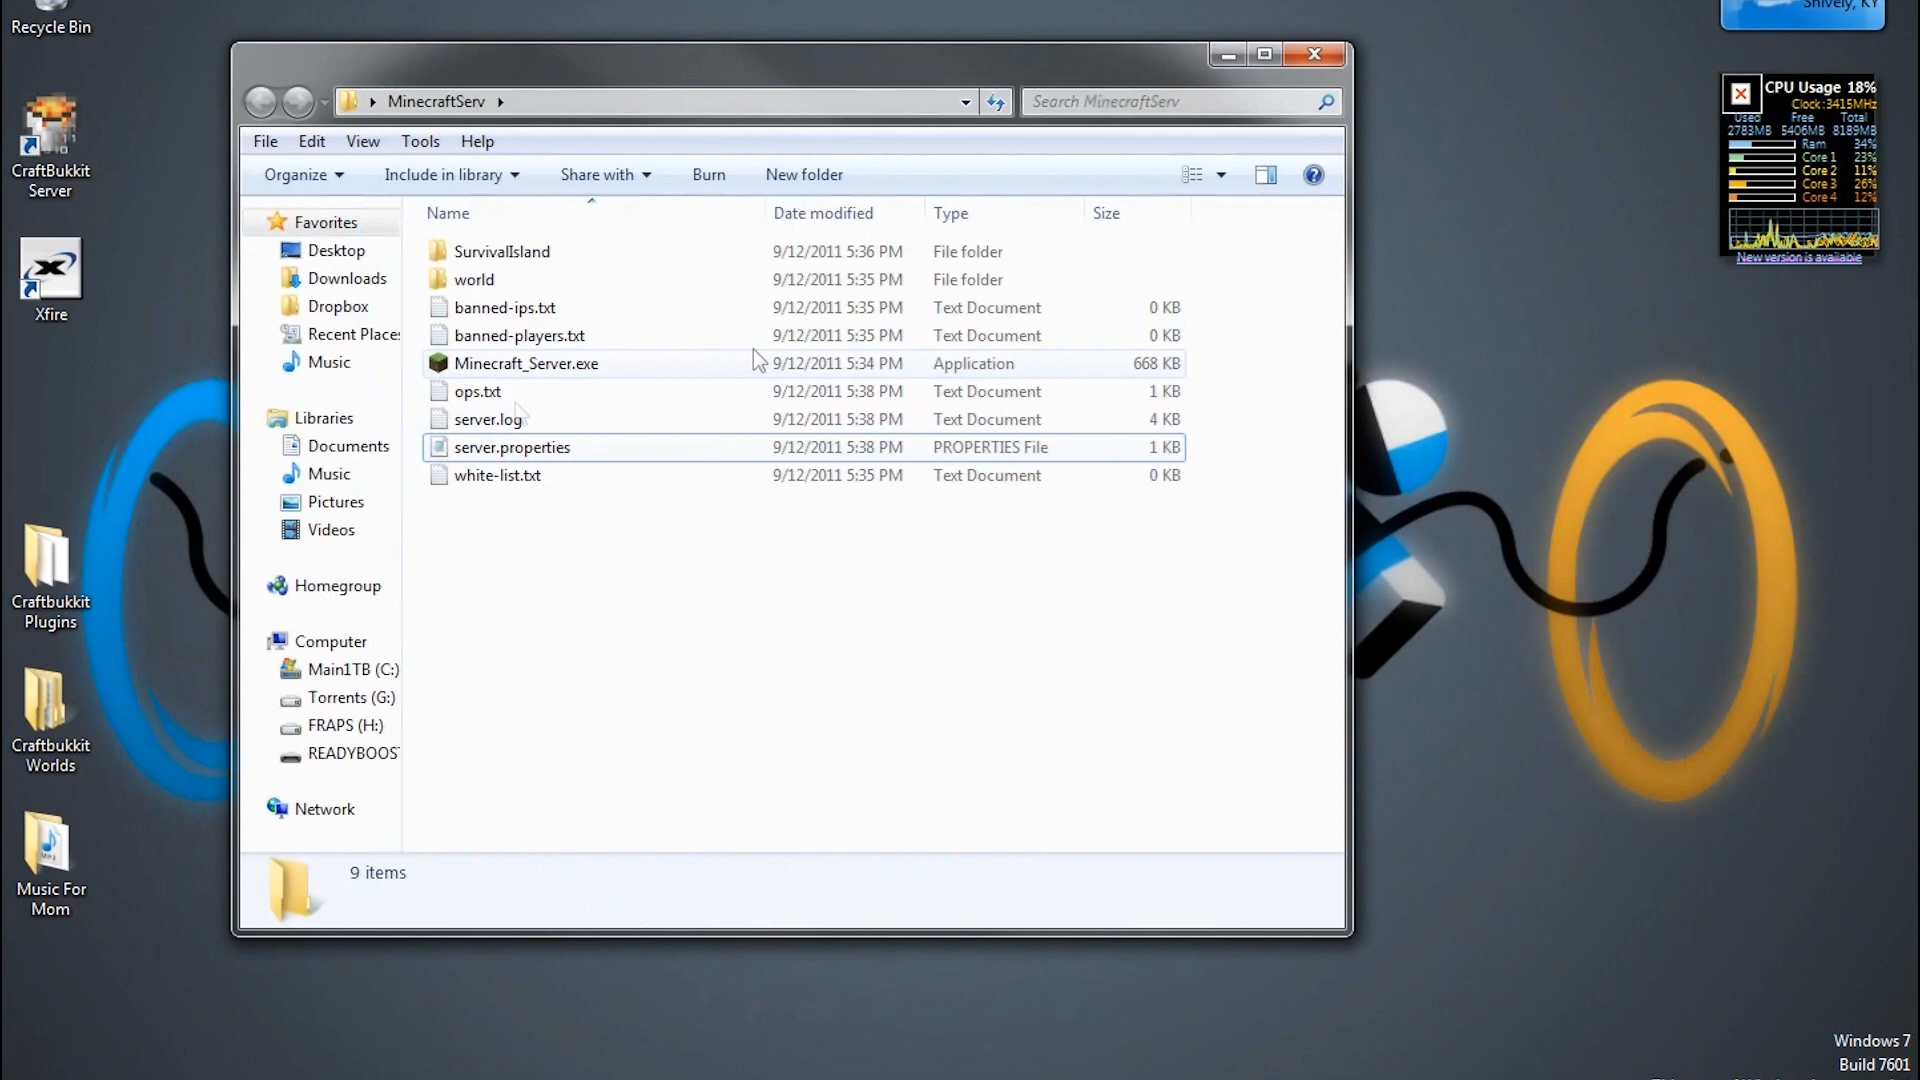 Recycle Bin
CraftBukkit
Server
Xfire
Craftbukkit
Plugins
Craftbukkit
Worlds
Music For
Mom
MinecraftServ
Search MinecraftServ
File Edit View Tools Help
Organize Include in library Share with Burn New folder
Name Date modified Type Size
Favorites
Desktop
Downloads
Dropbox
Recent Places
Music
Libraries
Documents
Music
Pictures
Videos
Homegroup
Computer
Main1TB (C:)
Torrents (G:)
FRAPS (H:)
READYBOOST
Network
SurvivalIsland 9/12/2011 5:36 PM File folder
world 9/12/2011 5:35 PM File folder
banned-ips.txt 9/12/2011 5:35 PM Text Document 0 KB
banned-players.txt 9/12/2011 5:35 PM Text Document 0 KB
Minecraft_Server.exe 9/12/2011 5:34 PM Application 668 KB
ops.txt 9/12/2011 5:38 PM Text Document 1 KB
server.log 9/12/2011 5:38 PM Text Document 4 KB
server.properties 9/12/2011 5:38 PM PROPERTIES File 1 KB
white-list.txt 9/12/2011 5:35 PM Text Document 0 KB
9 items
Shively, KY
CPU Usage 18%
Clock:3415MHz
Used Free Total
2783MB 5406MB 8189MB
Ram 34%
Core 1 23%
Core 2 11%
Core 3 26%
Core 4 12%
New version is available
Windows 7
Build 7601